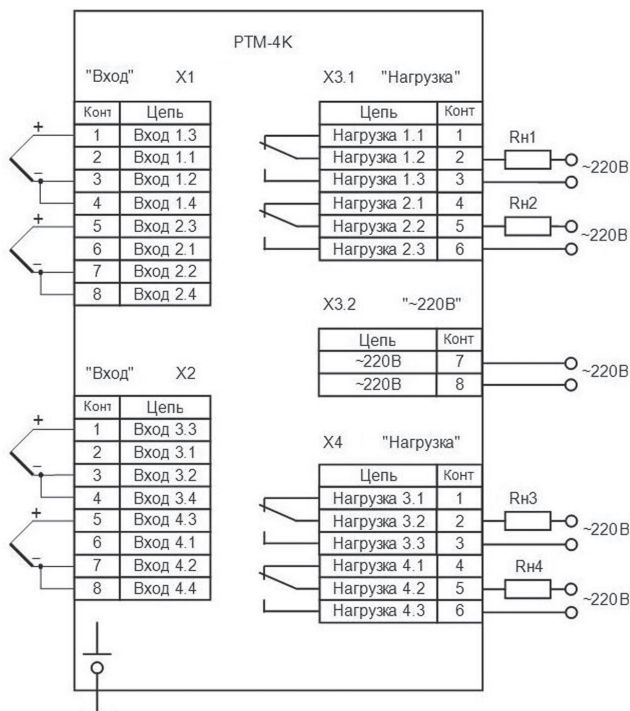 РТМ-4К
"Вход" X1
Конт Цепь
1 Вход 1.3
2 Вход 1.1
3 Вход 1.2
4 Вход 1.4
5 Вход 2.3
6 Вход 2.1
7 Вход 2.2
8 Вход 2.4
+
−
+
−
X3.1 "Нагрузка"
Цепь Конт
Нагрузка 1.1 1
Нагрузка 1.2 2
Нагрузка 1.3 3
Нагрузка 2.1 4
Нагрузка 2.2 5
Нагрузка 2.3 6
Rн1
~220В
Rн2
~220В
X3.2 "~220В"
Цепь Конт
~220В 7
~220В 8
~220В
"Вход" X2
Конт Цепь
1 Вход 3.3
2 Вход 3.1
3 Вход 3.2
4 Вход 3.4
5 Вход 4.3
6 Вход 4.1
7 Вход 4.2
8 Вход 4.4
+
−
+
−
X4 "Нагрузка"
Цепь Конт
Нагрузка 3.1 1
Нагрузка 3.2 2
Нагрузка 3.3 3
Нагрузка 4.1 4
Нагрузка 4.2 5
Нагрузка 4.3 6
Rн3
~220В
Rн4
~220В